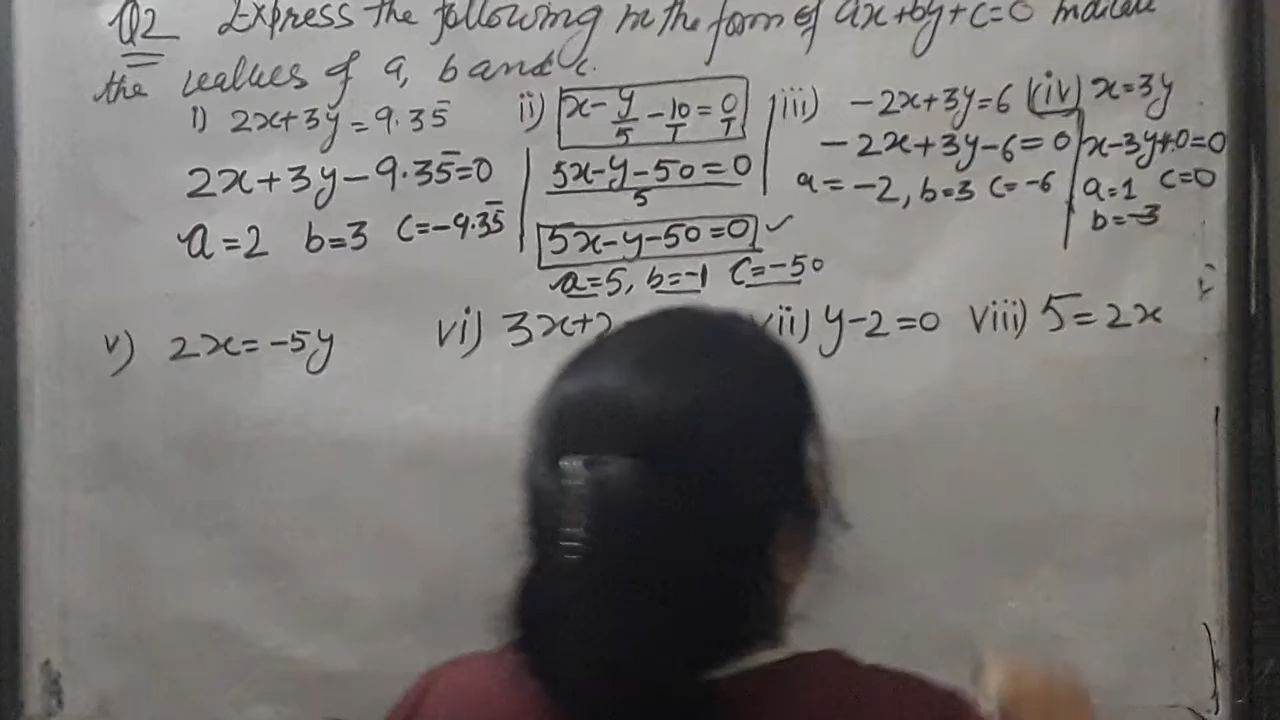 Q2 Express the following in the form of ax+by+c=0 indicate
the values of a, b and c.
i) 2x+3y=9.35̅
2x+3y-9.35̅=0
a=2 b=3 c=-9.35̅
ii) x-y/5-10/1=0/1
5x-y-50=0
5
5x-y-50=0 ✓
a=5, b=-1 c=-50
iii) -2x+3y=6
-2x+3y-6=0
a=-2, b=3 c=-6
(iv) x=3y
x-3y+0=0
a=1 c=0
b=-3
v) 2x=-5y
vi) 3x+2
vii) y-2=0
viii) 5=2x